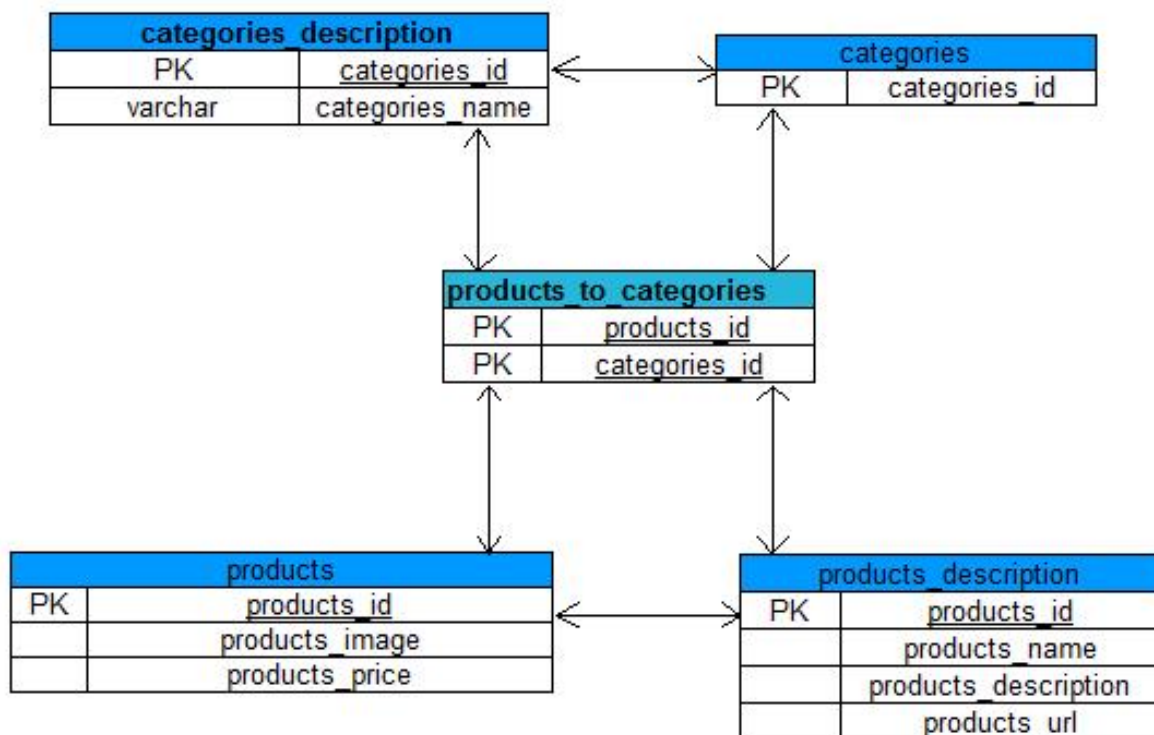 categories_description
PK categories_id
varchar categories_name
categories
PK categories_id
products_to_categories
PK products_id
PK categories_id
products
PK products_id
products_image
products_price
products_description
PK products_id
products_name
products_description
products_url